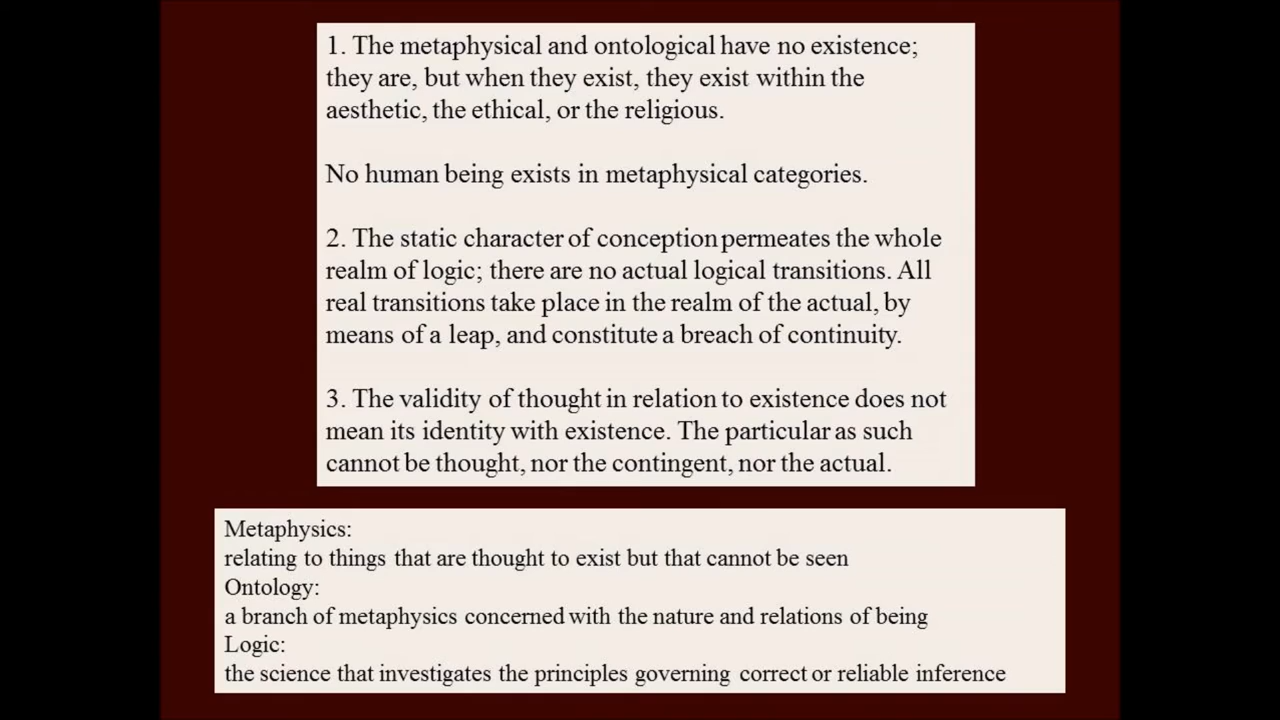 1. The metaphysical and ontological have no existence;
they are, but when they exist, they exist within the
aesthetic, the ethical, or the religious.
No human being exists in metaphysical categories.
2. The static character of conception permeates the whole
realm of logic; there are no actual logical transitions. All
real transitions take place in the realm of the actual, by
means of a leap, and constitute a breach of continuity.
3. The validity of thought in relation to existence does not
mean its identity with existence. The particular as such
cannot be thought, nor the contingent, nor the actual.
Metaphysics:
relating to things that are thought to exist but that cannot be seen
Ontology:
a branch of metaphysics concerned with the nature and relations of being
Logic:
the science that investigates the principles governing correct or reliable inference